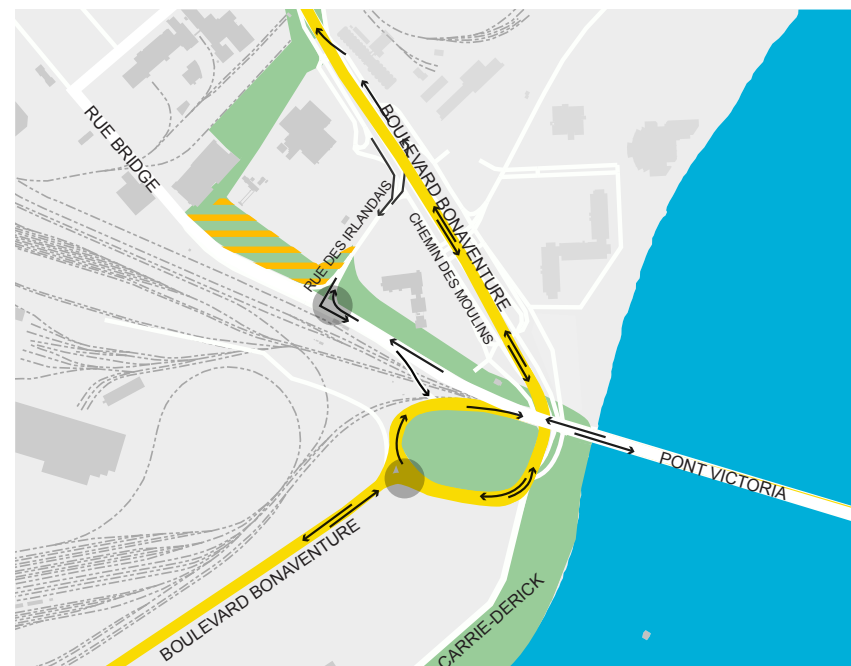 RUE BRIDGE
BOULEVARD BONAVENTURE
RUE DES IRLANDAIS
CHEMIN DES MOULINS
PONT VICTORIA
BOULEVARD BONAVENTURE
CARRIE-DERICK